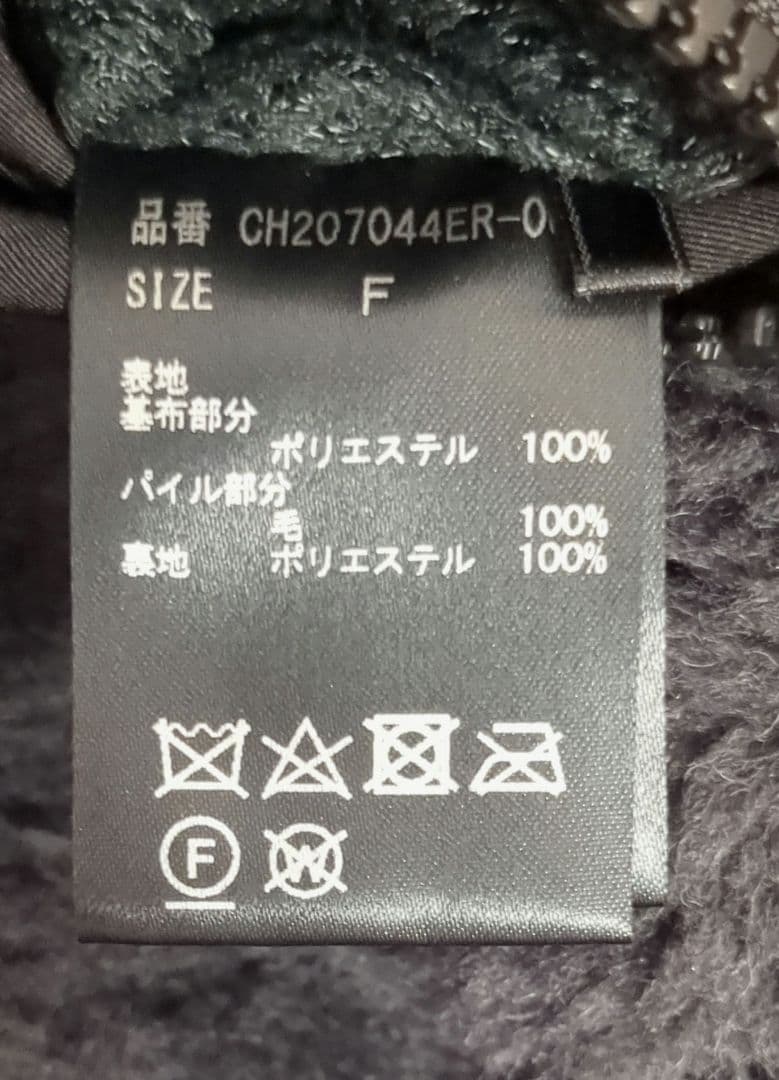 品番 CH207044ER-0
SIZE F
表地
基布部分
ポリエステル 100%
パイル部分
毛 100%
裏地 ポリエステル 100%
F
W